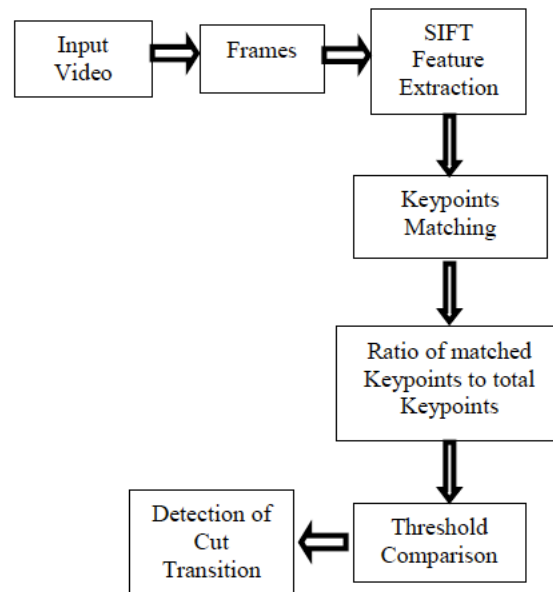 Input
Video
Frames
SIFT
Feature
Extraction
Keypoints
Matching
Ratio of matched
Keypoints to total
Keypoints
Threshold
Comparison
Detection of
Cut
Transition